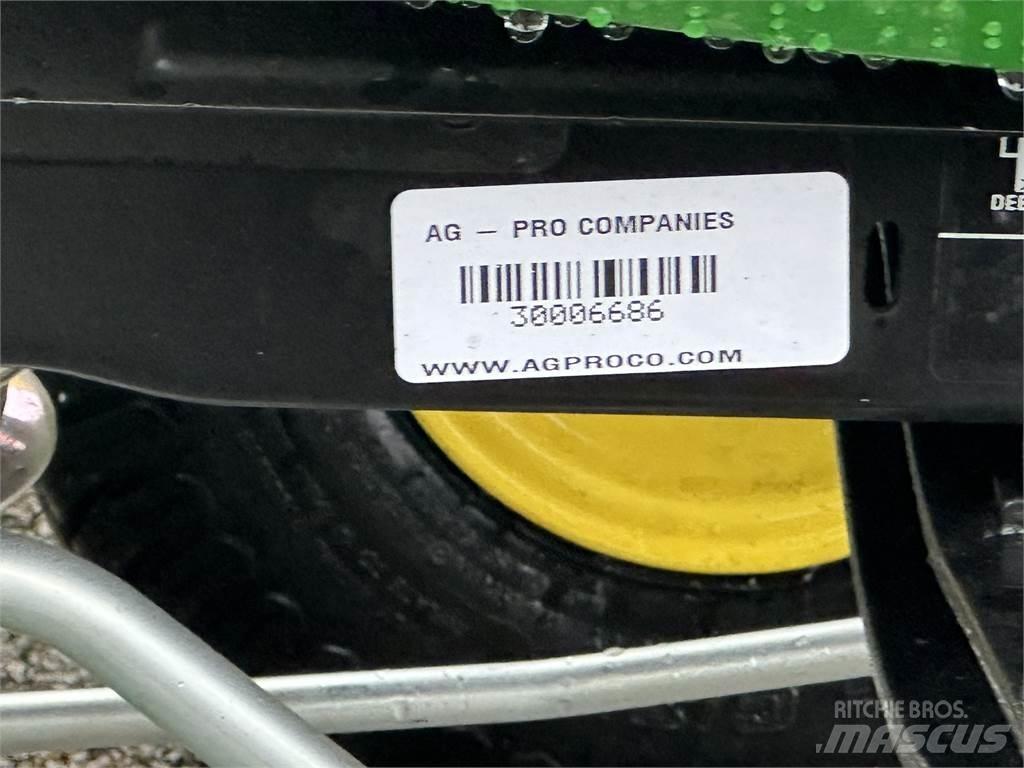 AG – PRO COMPANIES
30006686
WWW.AGPROCO.COM
RITCHIE BROS.
MASCUS